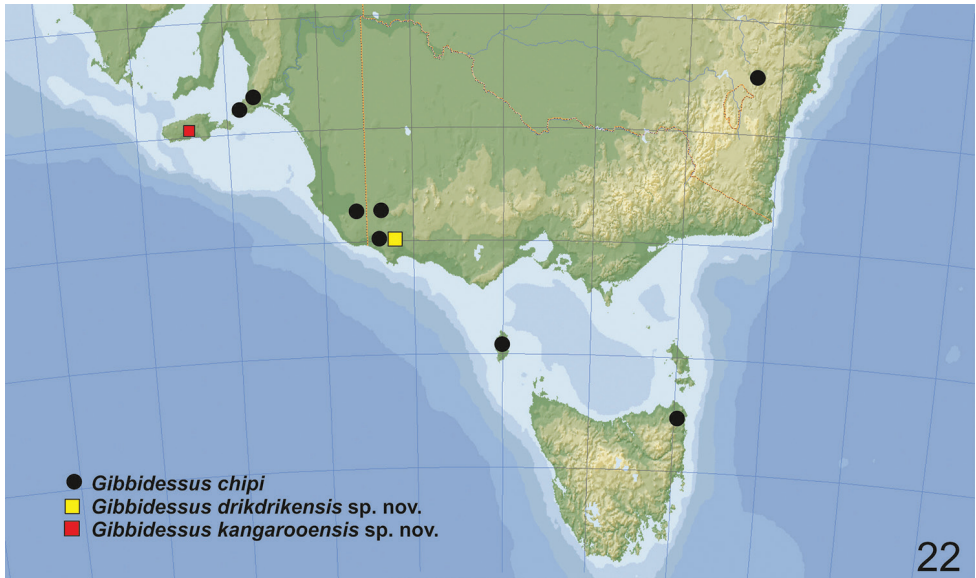 Gibbidessus chipi
Gibbidessus drikdrikensis sp. nov.
Gibbidessus kangarooensis sp. nov.
22